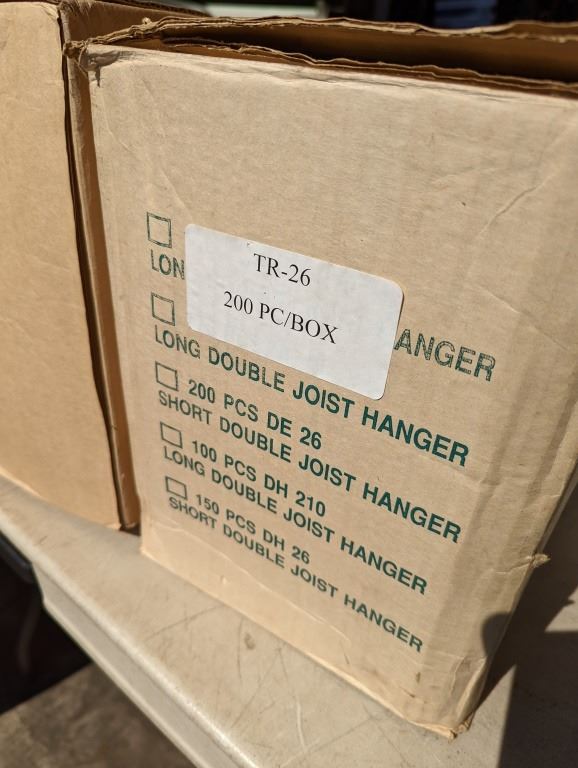 TR-26
200 PC/BOX
LON
ANGER
LONG DOUBLE JOIST HANGER
200 PCS DE 26
SHORT DOUBLE JOIST HANGER
100 PCS DH 210
LONG DOUBLE JOIST HANGER
150 PCS DH 26
SHORT DOUBLE JOIST HANGER